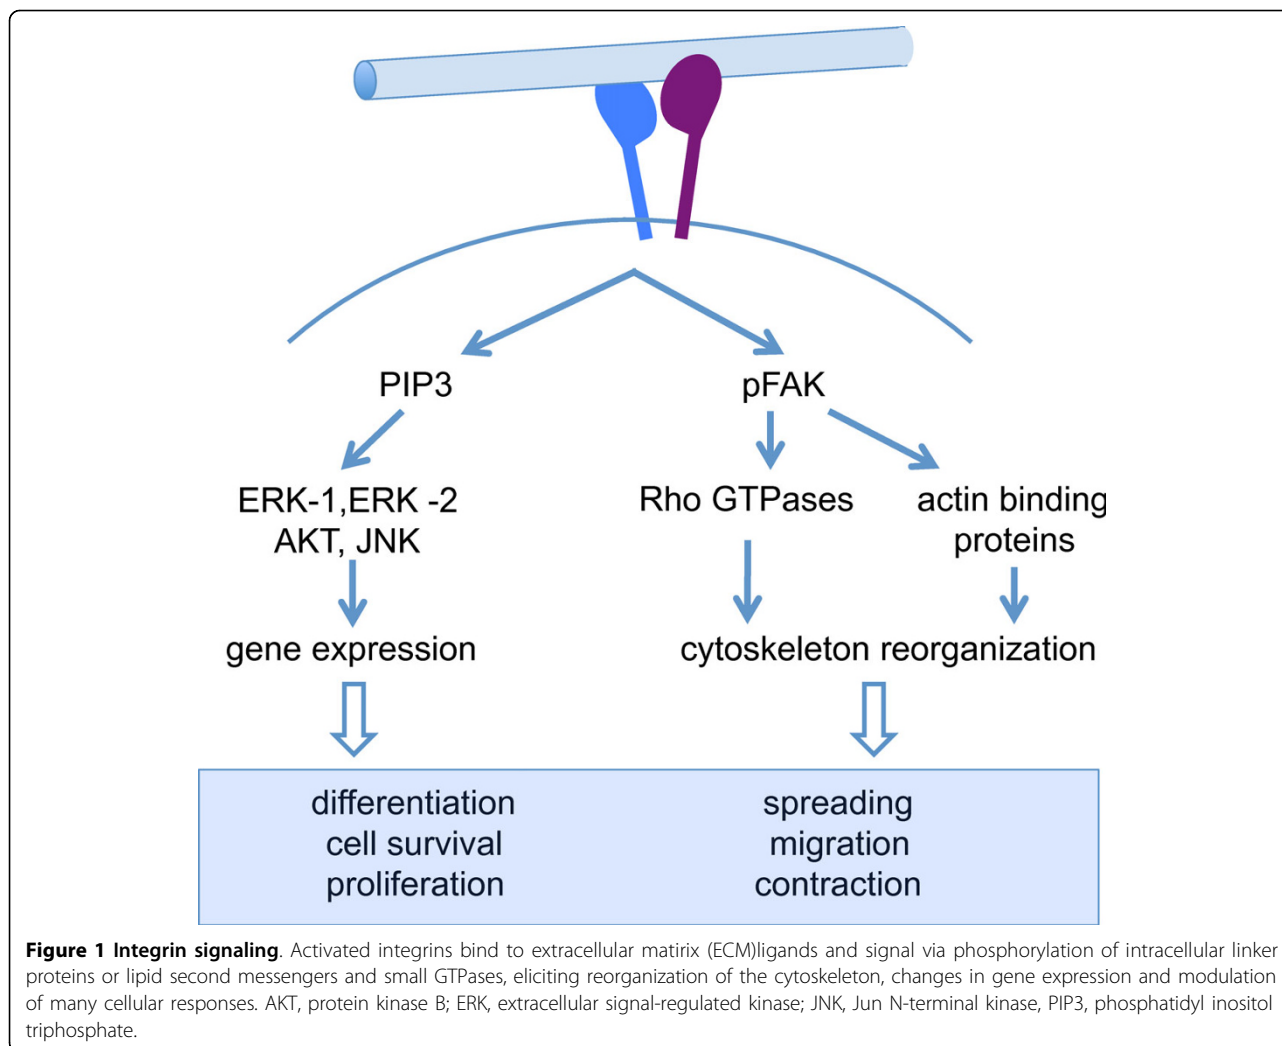 PIP3
pFAK
ERK-1,ERK -2
AKT, JNK
Rho GTPases
actin binding
proteins
gene expression
cytoskeleton reorganization
differentiation
cell survival
proliferation
spreading
migration
contraction
Figure 1 Integrin signaling. Activated integrins bind to extracellular matirix (ECM)ligands and signal via phosphorylation of intracellular linker
proteins or lipid second messengers and small GTPases, eliciting reorganization of the cytoskeleton, changes in gene expression and modulation
of many cellular responses. AKT, protein kinase B; ERK, extracellular signal-regulated kinase; JNK, Jun N-terminal kinase, PIP3, phosphatidyl inositol
triphosphate.